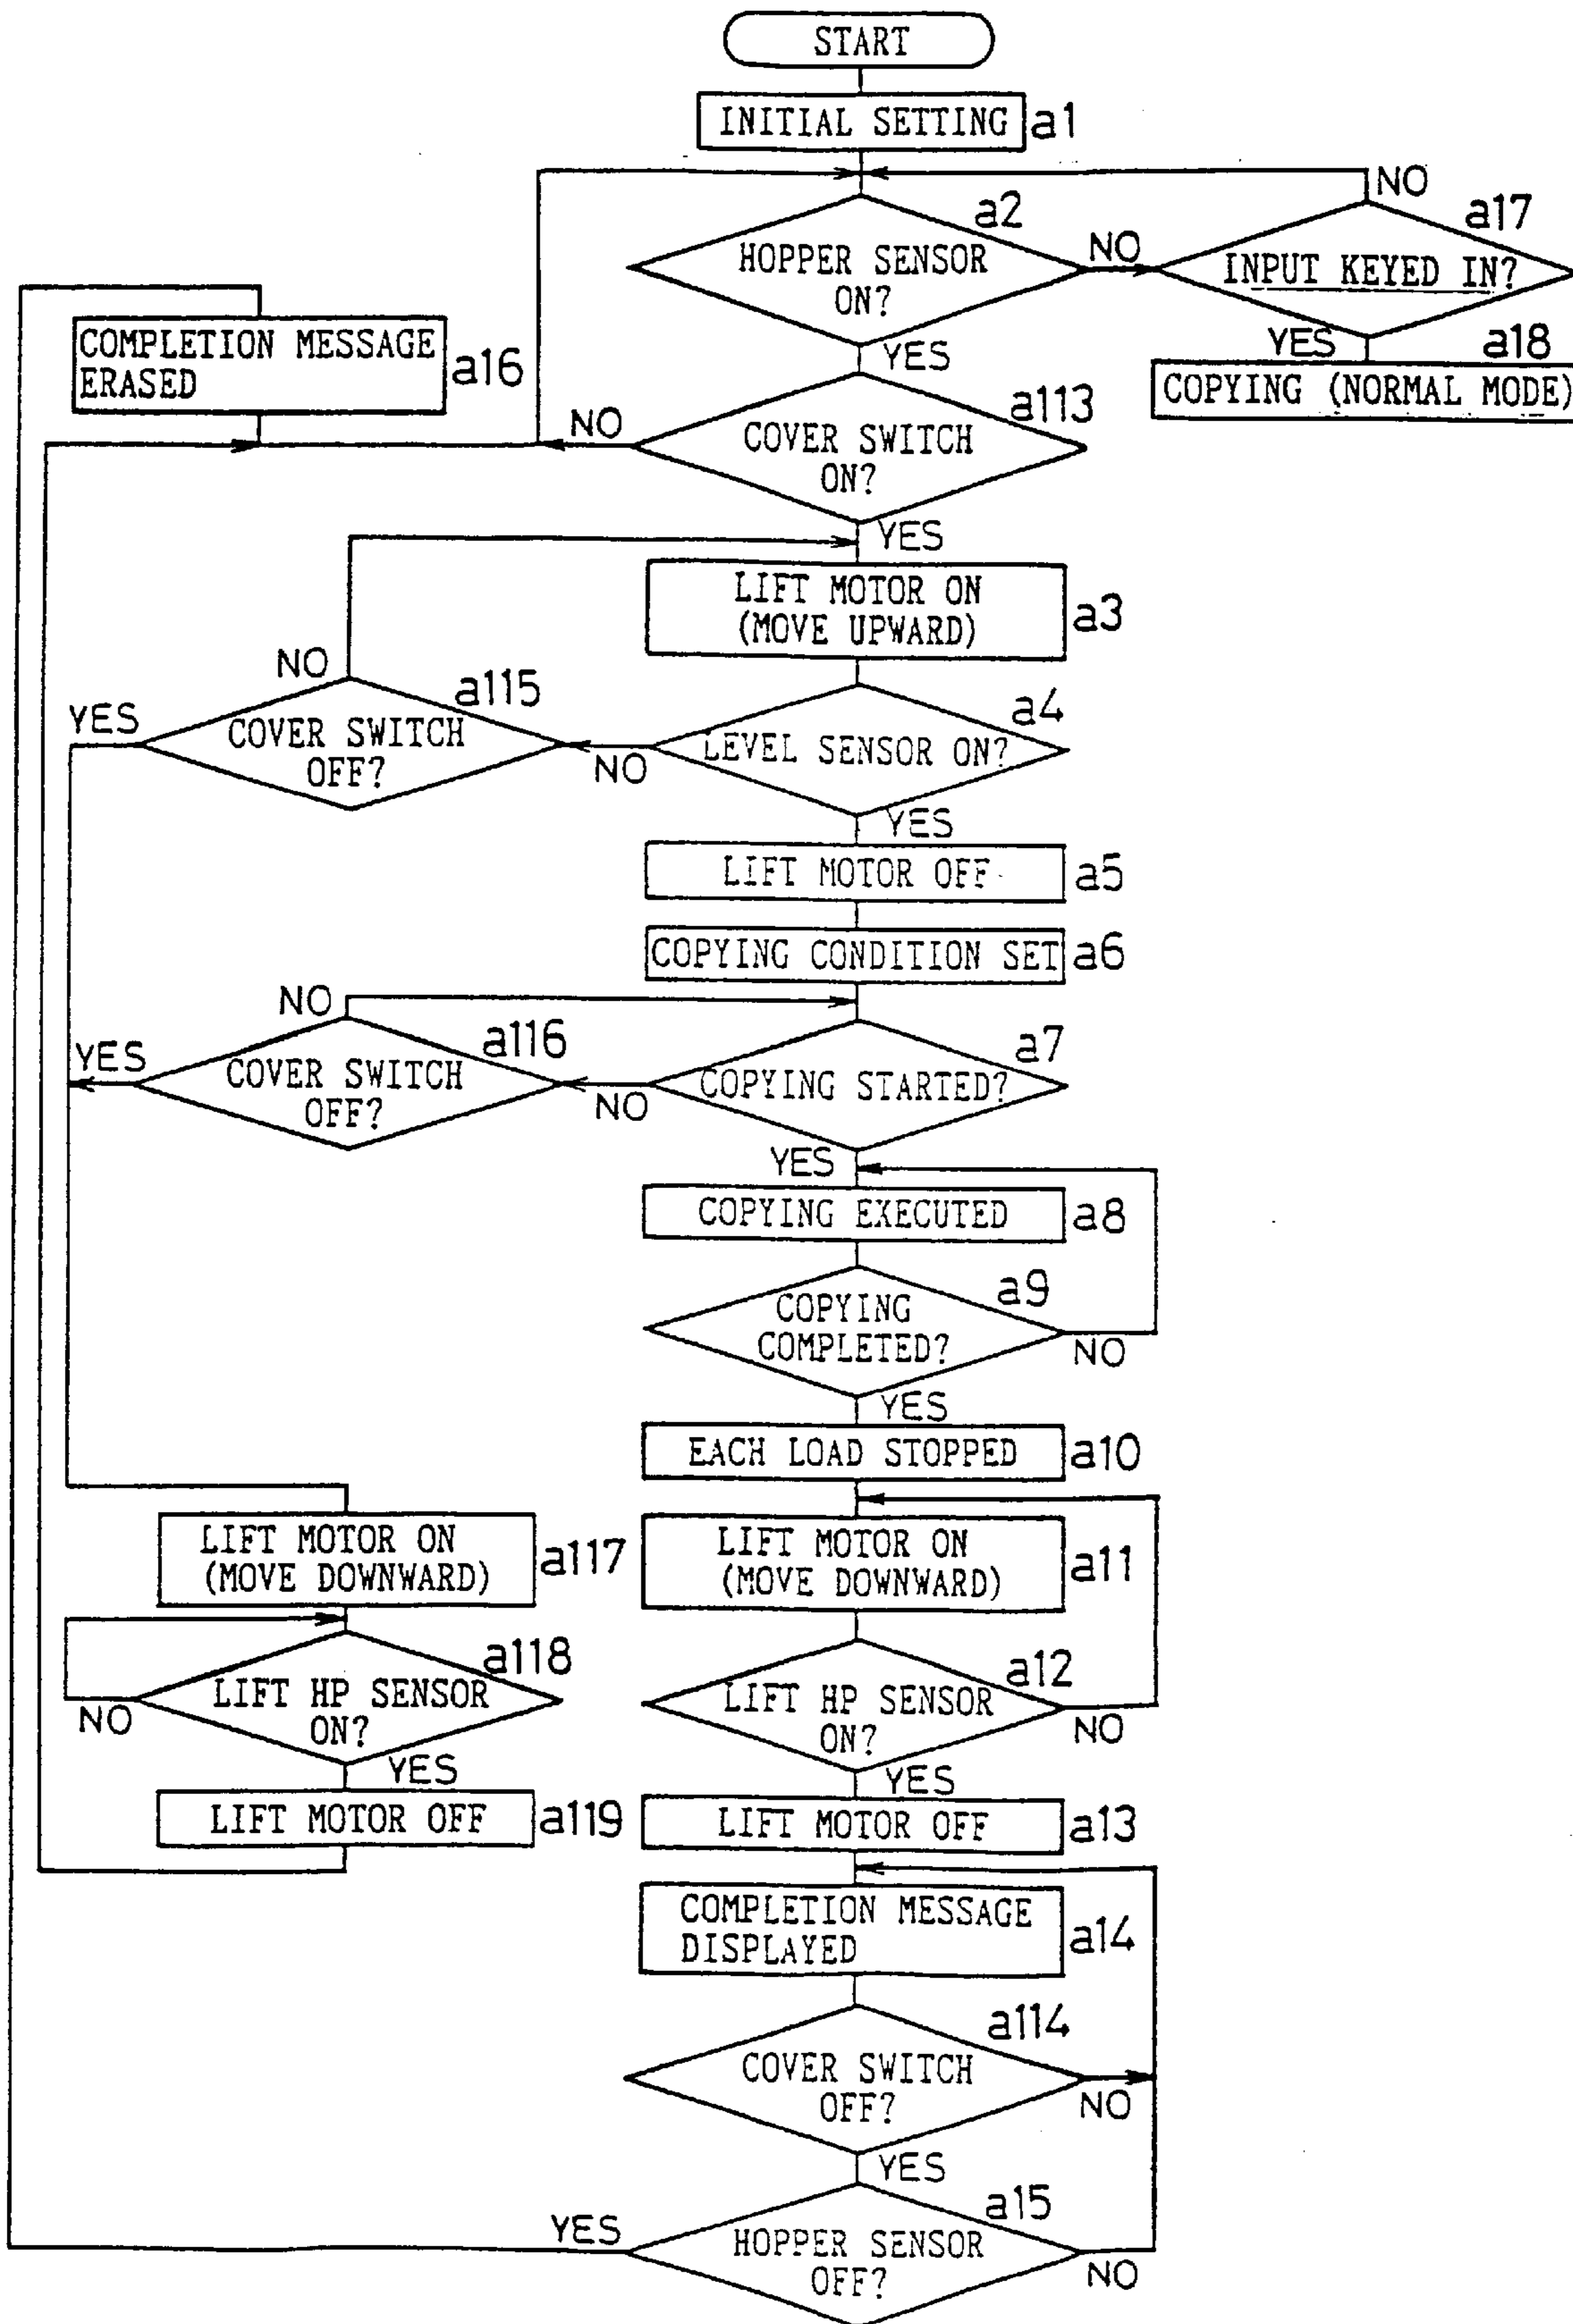 START
INITIAL SETTING a1
NO
a2
a17
HOPPER SENSOR
ON?
NO
INPUT KEYED IN?
COMPLETION MESSAGE
ERASED
a16
YES
YES
a18
COPYING (NORMAL MODE)
a113
NO
COVER SWITCH
ON?
YES
LIFT MOTOR ON
(MOVE UPWARD)
a3
NO
a115
YES
COVER SWITCH
OFF?
a4
NO
LEVEL SENSOR ON?
YES
LIFT MOTOR OFF
a5
COPYING CONDITION SET
a6
NO
a116
YES
COVER SWITCH
OFF?
a7
NO
COPYING STARTED?
YES
COPYING EXECUTED
a8
a9
COPYING
COMPLETED?
NO
YES
EACH LOAD STOPPED
a10
LIFT MOTOR ON
(MOVE DOWNWARD)
a117
LIFT MOTOR ON
(MOVE DOWNWARD)
a11
a118
LIFT HP SENSOR
ON?
NO
a12
LIFT HP SENSOR
ON?
NO
YES
YES
LIFT MOTOR OFF
a119
LIFT MOTOR OFF
a13
COMPLETION MESSAGE
DISPLAYED
a14
a114
COVER SWITCH
OFF?
NO
YES
a15
YES
HOPPER SENSOR
OFF?
NO